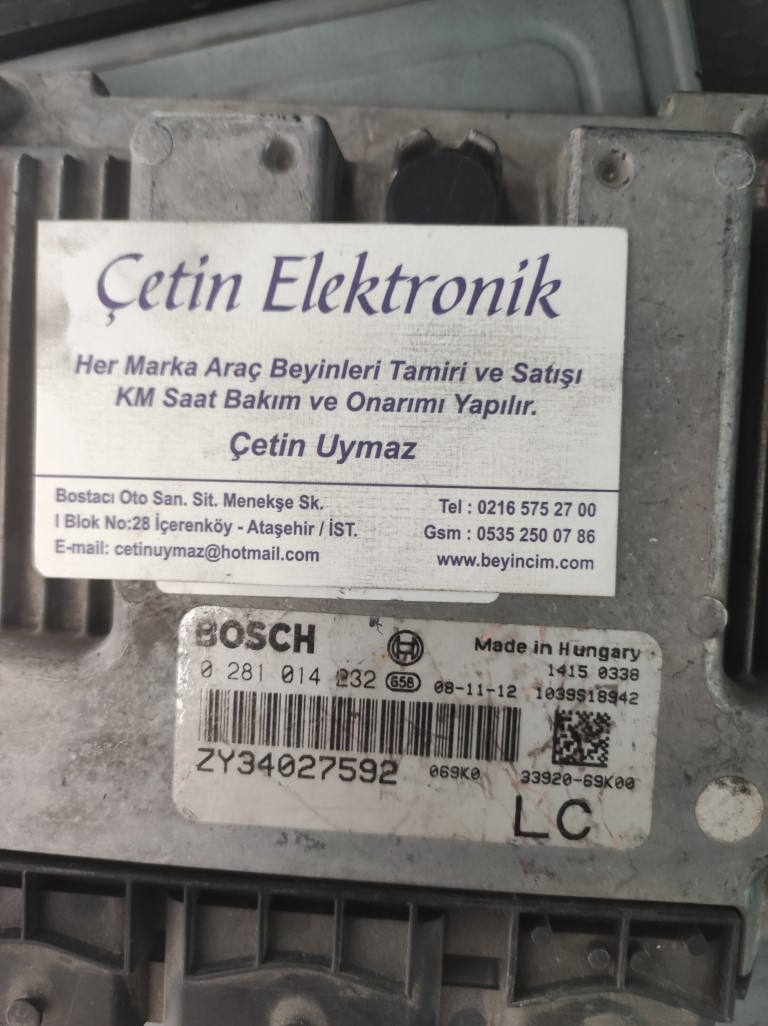 Çetin Elektronik
Her Marka Araç Beyinleri Tamiri ve Satışı
KM Saat Bakım ve Onarımı Yapılır.
Çetin Uymaz
Bostacı Oto San. Sit. Menekşe Sk.
I Blok No:28 İçerenköy - Ataşehir / İST.
E-mail: cetinuymaz@hotmail.com
Tel : 0216 575 27 00
Gsm : 0535 250 07 86
www.beyincim.com
BOSCH
Made in Hungary
1415 0338
0 281 014 232 G5B 08-11-12 1039S18942
ZY34027592 069K0 33920-69K00
LC